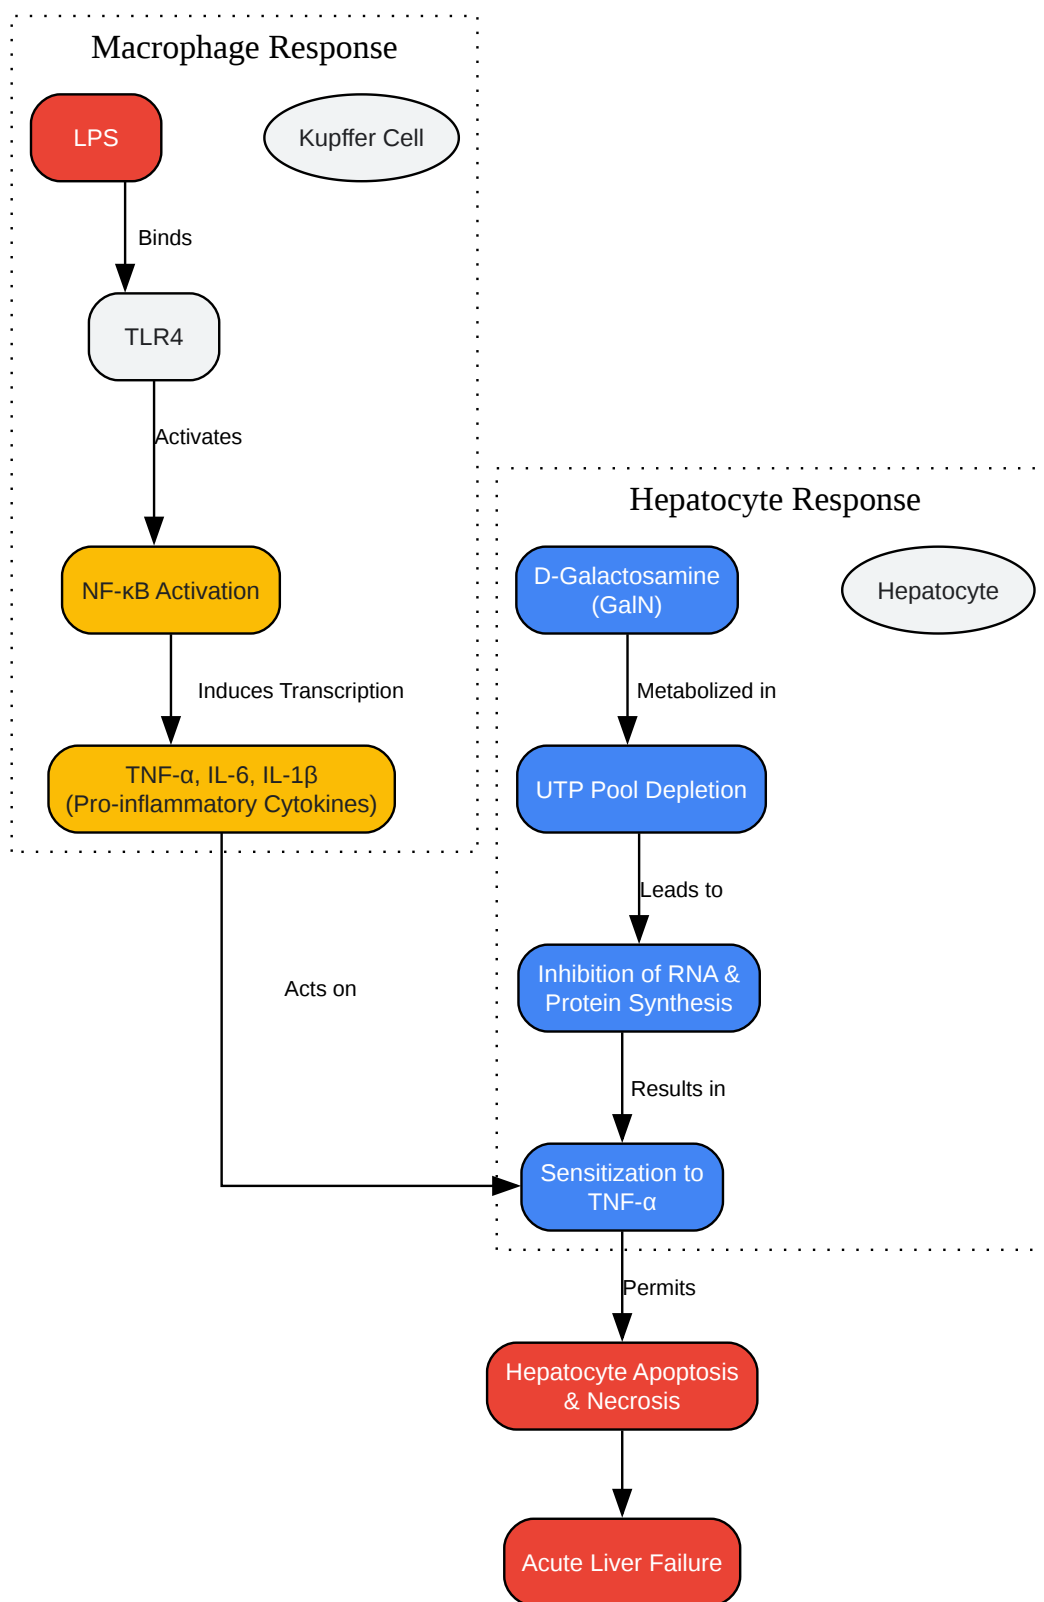 Macrophage Response
LPS
Kupffer Cell
Binds
TLR4
Activates
NF-κB Activation
Induces Transcription
TNF-α, IL-6, IL-1β
(Pro-inflammatory Cytokines)
Acts on
Hepatocyte Response
D-Galactosamine
(GalN)
Hepatocyte
Metabolized in
UTP Pool Depletion
Leads to
Inhibition of RNA &
Protein Synthesis
Results in
Sensitization to
TNF-α
Permits
Hepatocyte Apoptosis
& Necrosis
Acute Liver Failure